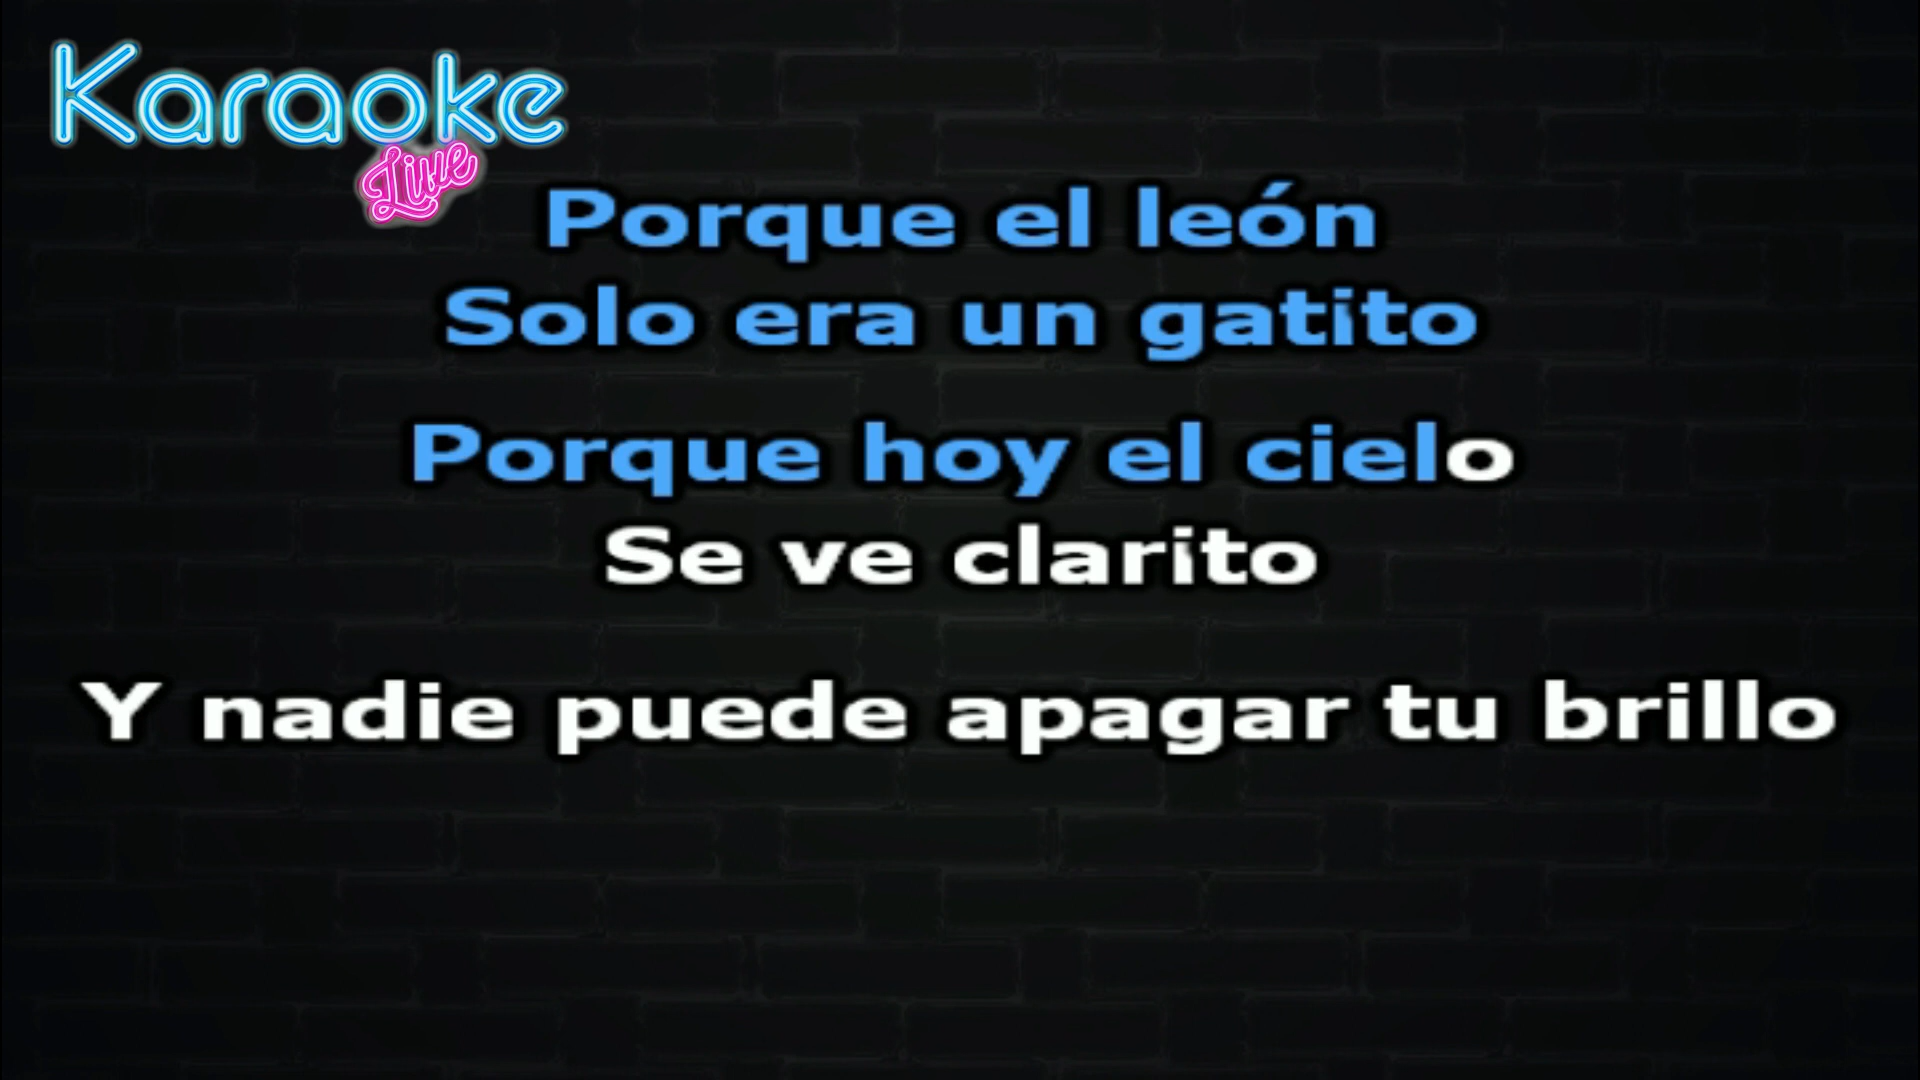 Karaoke
Live
Porque el león
Solo era un gatito
Porque hoy el cielo
Se ve clarito
Y nadie puede apagar tu brillo